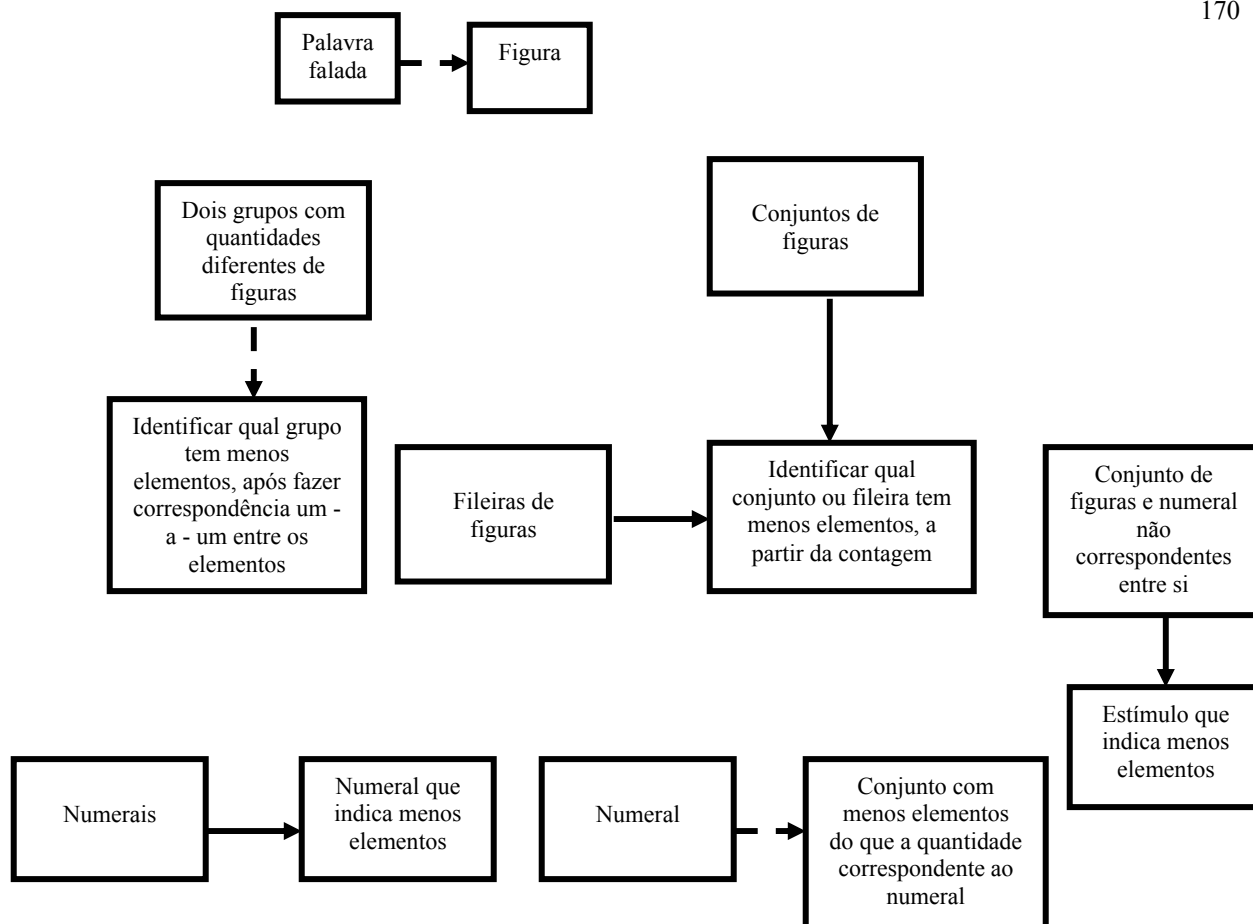 170
Palavra
falada
Figura
Dois grupos com
quantidades
diferentes de
figuras
Conjuntos de
figuras
Identificar qual grupo
tem menos
elementos, após fazer
correspondência um -
a - um entre os
elementos
Fileiras de
figuras
Identificar qual
conjunto ou fileira tem
menos elementos, a
partir da contagem
Conjunto de
figuras e numeral
não
correspondentes
entre si
Estímulo que
indica menos
elementos
Numerais
Numeral que
indica menos
elementos
Numeral
Conjunto com
menos elementos
do que a quantidade
correspondente ao
numeral